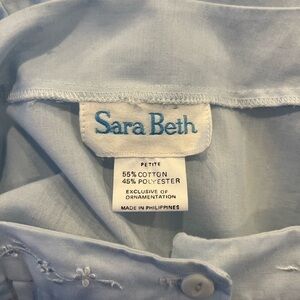 Sara Beth
PETITE
55% COTTON
45% POLYESTER
EXCLUSIVE OF
ORNAMENTATION
MADE IN PHILIPPINES